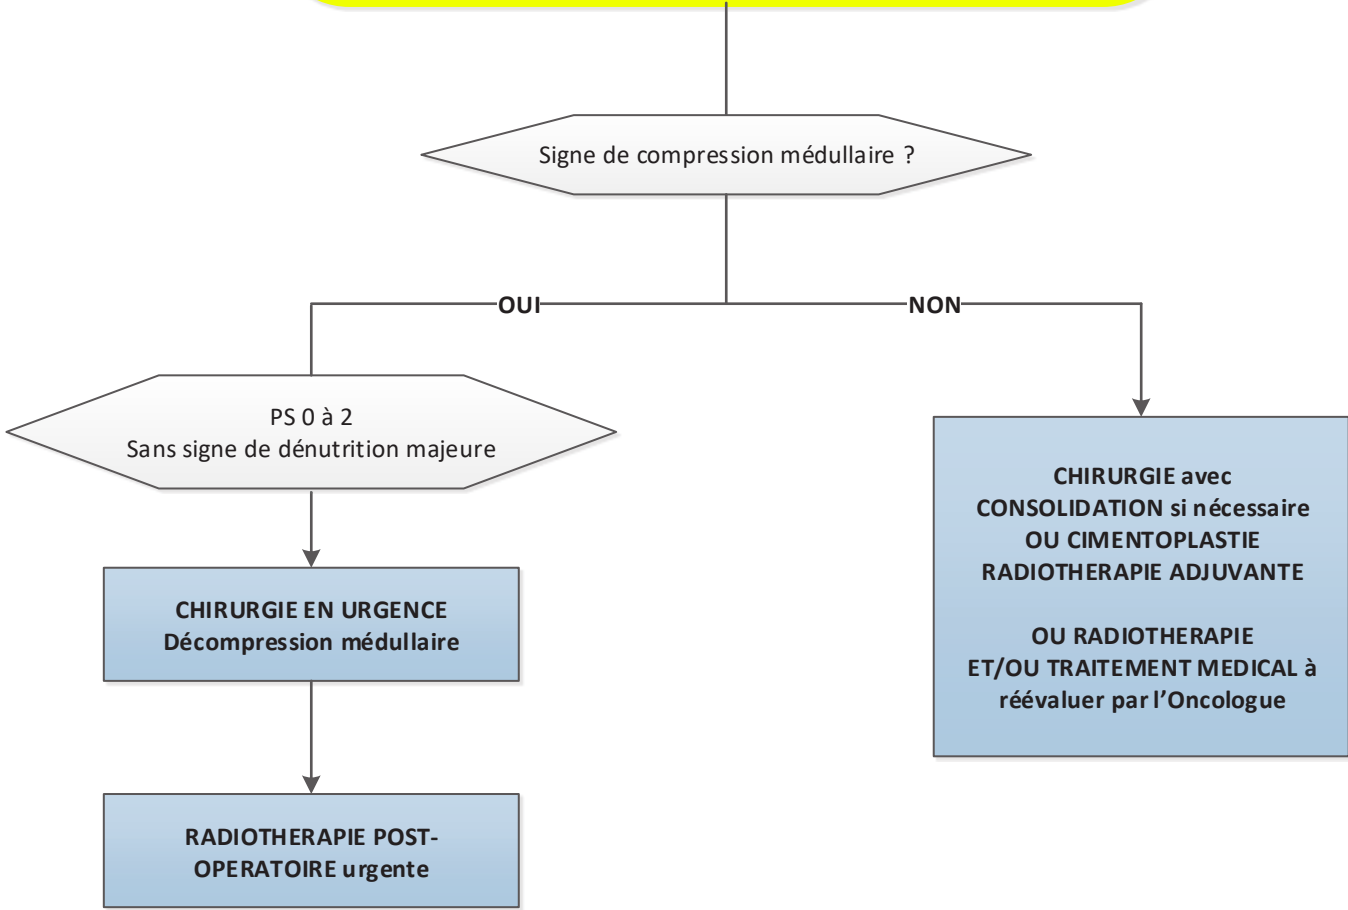 Signe de compression médullaire ?
OUI
NON
PS 0 à 2
Sans signe de dénutrition majeure
CHIRURGIE EN URGENCE
Décompression médullaire
RADIOTHERAPIE POST-
OPERATOIRE urgente
CHIRURGIE avec
CONSOLIDATION si nécessaire
OU CIMENTOPLASTIE
RADIOTHERAPIE ADJUVANTE
OU RADIOTHERAPIE
ET/OU TRAITEMENT MEDICAL à
réévaluer par l’Oncologue